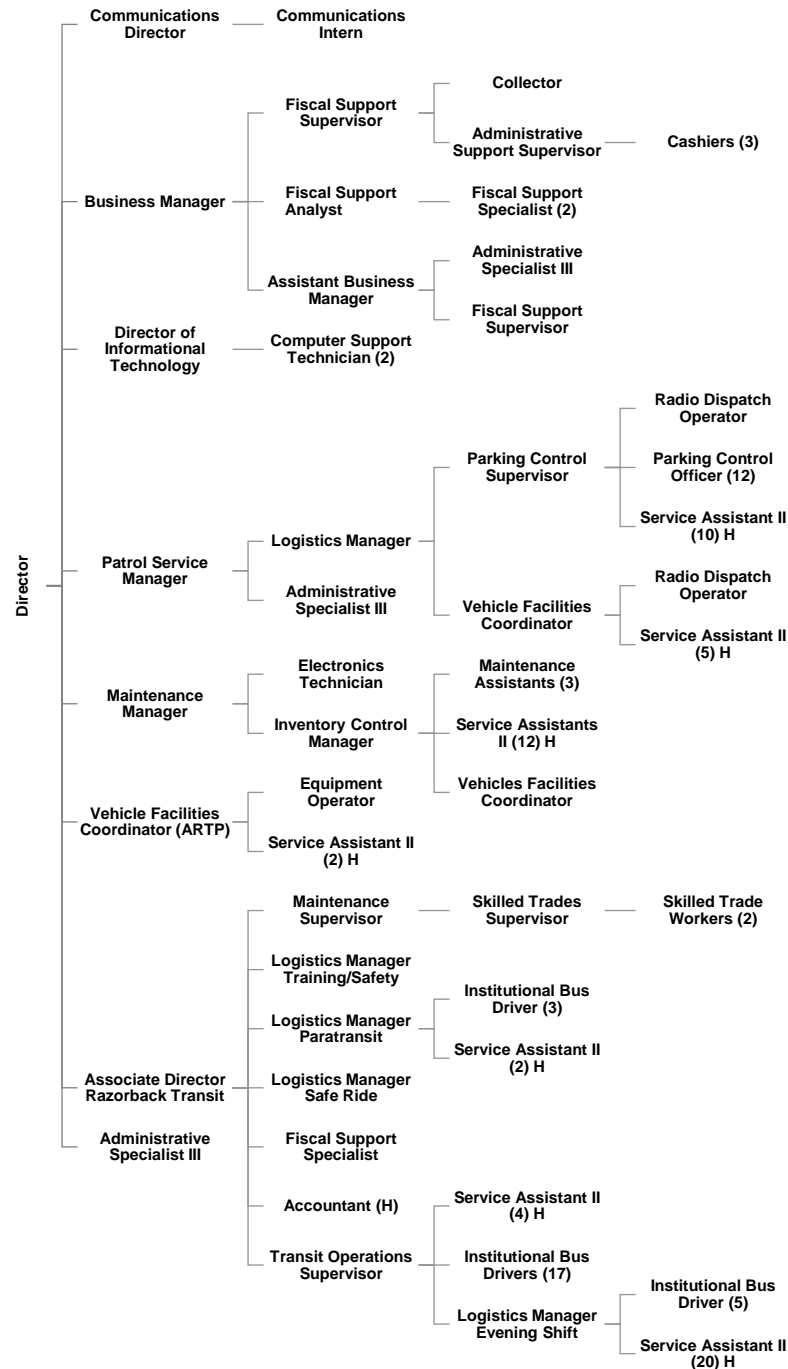 Director
Communications
Director
Communications
Intern
Business Manager
Fiscal Support
Supervisor
Collector
Administrative
Support Supervisor
Cashiers (3)
Fiscal Support
Analyst
Fiscal Support
Specialist (2)
Assistant Business
Manager
Administrative
Specialist III
Fiscal Support
Supervisor
Director of
Informational
Technology
Computer Support
Technician (2)
Patrol Service
Manager
Logistics Manager
Parking Control
Supervisor
Radio Dispatch
Operator
Parking Control
Officer (12)
Service Assistant II
(10) H
Vehicle Facilities
Coordinator
Radio Dispatch
Operator
Service Assistant II
(5) H
Administrative
Specialist III
Maintenance
Manager
Electronics
Technician
Inventory Control
Manager
Maintenance
Assistants (3)
Service Assistants
II (12) H
Vehicles Facilities
Coordinator
Vehicle Facilities
Coordinator (ARTP)
Equipment
Operator
Service Assistant II
(2) H
Associate Director
Razorback Transit
Maintenance
Supervisor
Skilled Trades
Supervisor
Skilled Trade
Workers (2)
Logistics Manager
Training/Safety
Logistics Manager
Paratransit
Institutional Bus
Driver (3)
Service Assistant II
(2) H
Logistics Manager
Safe Ride
Fiscal Support
Specialist
Accountant (H)
Transit Operations
Supervisor
Service Assistant II
(4) H
Institutional Bus
Drivers (17)
Logistics Manager
Evening Shift
Institutional Bus
Driver (5)
Service Assistant II
(20) H
Administrative
Specialist III